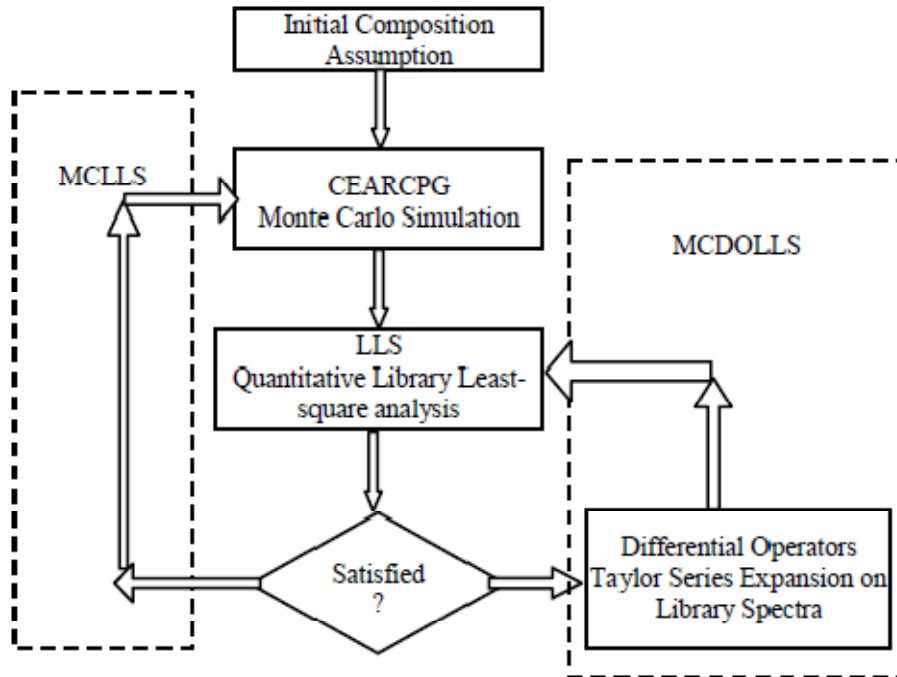 Initial Composition
Assumption
MCLLS
CEARCPG
Monte Carlo Simulation
MCDOLLS
LLS
Quantitative Library Least-
square analysis
Satisfied
?
Differential Operators
Taylor Series Expansion on
Library Spectra